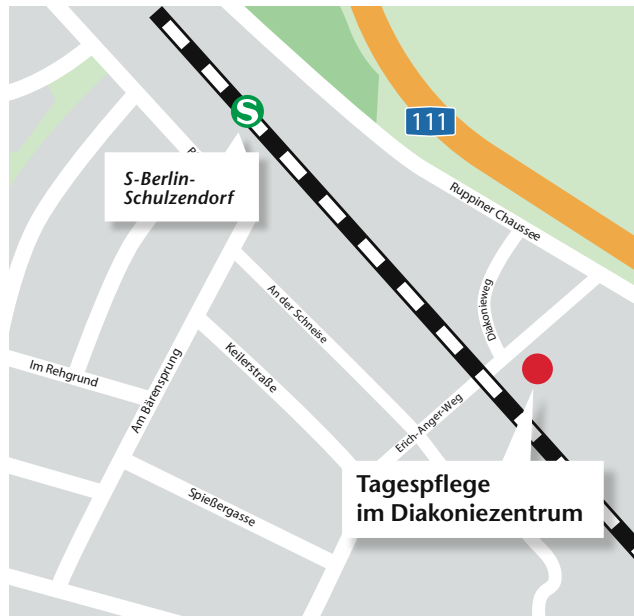 111
S
S-Berlin-
Schulzendorf
Ruppiner Chaussee
Diakonieweg
An der Schneise
Keilerstraße
Im Rehgrund
Am Bärensprung
Erich-Anger-Weg
Spießergasse
Tagespflege
im Diakoniezentrum